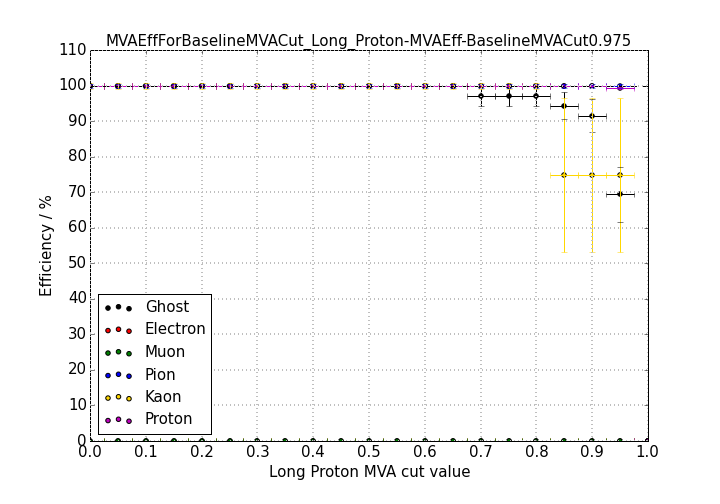 MVAEffForBaselineMVACut_Long_Proton-MVAEff-BaselineMVACut0.975
110
100
90
80
70
60
50
40
30
20
10
0
Efficiency / %
Ghost
Electron
Muon
Pion
Kaon
Proton
0.0 0.1 0.2 0.3 0.4 0.5 0.6 0.7 0.8 0.9 1.0
Long Proton MVA cut value